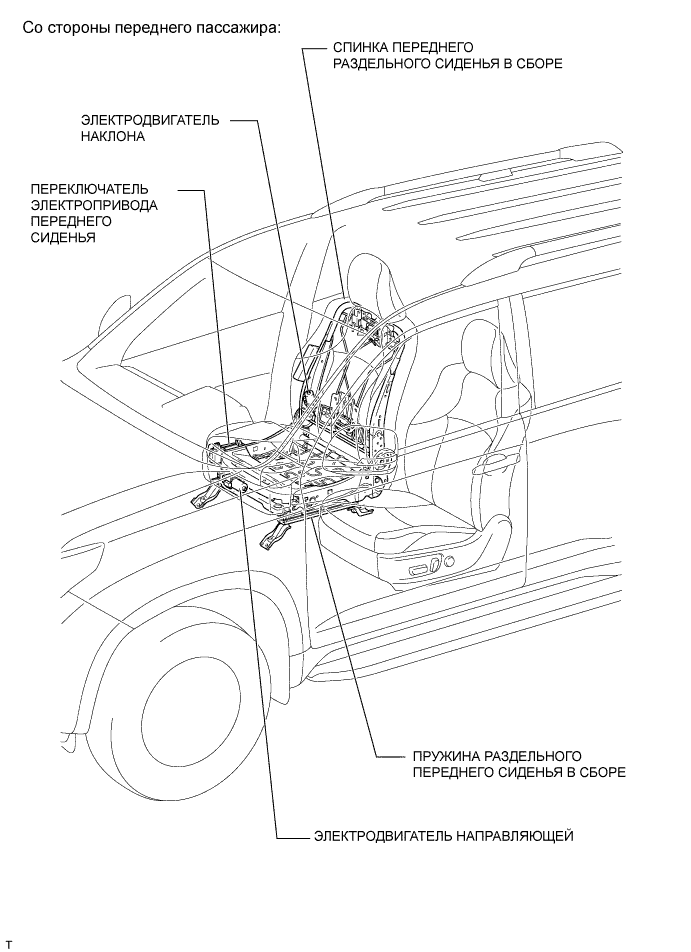 Со стороны переднего пассажира:
СПИНКА ПЕРЕДНЕГО
РАЗДЕЛЬНОГО СИДЕНЬЯ В СБОРЕ
ЭЛЕКТРОДВИГАТЕЛЬ
НАКЛОНА
ПЕРЕКЛЮЧАТЕЛЬ
ЭЛЕКТРОПРИВОДА
ПЕРЕДНЕГО
СИДЕНЬЯ
ПРУЖИНА РАЗДЕЛЬНОГО
ПЕРЕДНЕГО СИДЕНЬЯ В СБОРЕ
ЭЛЕКТРОДВИГАТЕЛЬ НАПРАВЛЯЮЩЕЙ
T